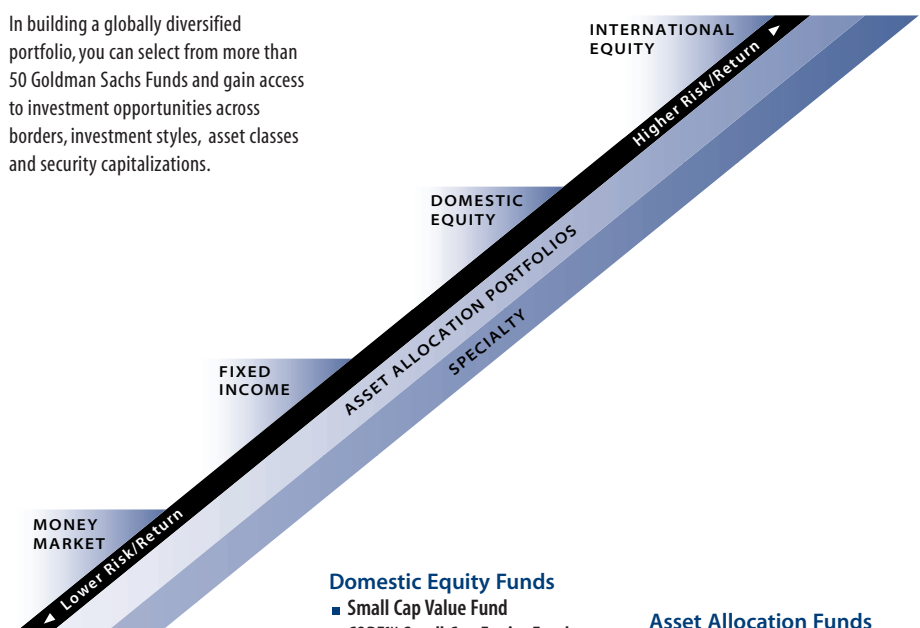 In building a globally diversified
portfolio, you can select from more than
50 Goldman Sachs Funds and gain access
to investment opportunities across
borders, investment styles, asset classes
and security capitalizations.
INTERNATIONAL
EQUITY
Higher Risk/Return
DOMESTIC
EQUITY
ASSET ALLOCATION PORTFOLIOS
SPECIALTY
FIXED
INCOME
MONEY
MARKET
Lower Risk/Return
Domestic Equity Funds
Small Cap Value Fund
Asset Allocation Funds